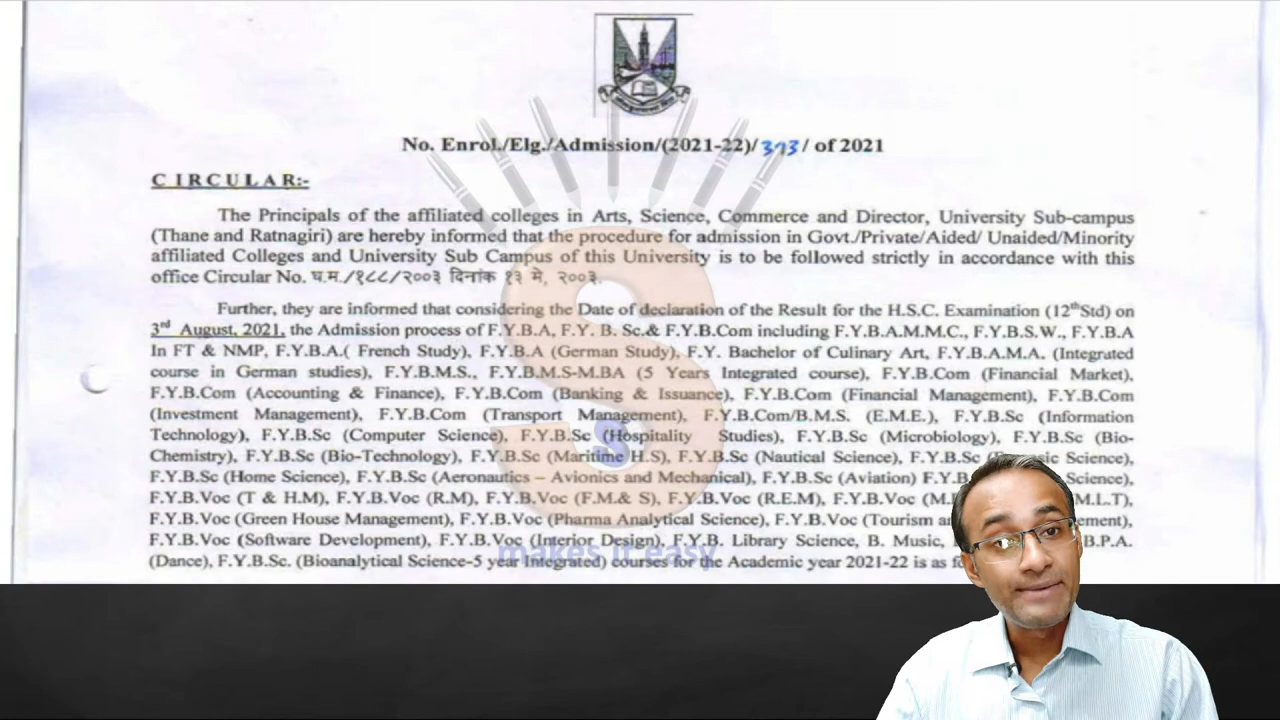 No. Enrol./Elg./Admission/(2021-22)/373/ of 2021
C I R C U L A R:-
The Principals of the affiliated colleges in Arts, Science, Commerce and Director, University Sub-campus
(Thane and Ratnagiri) are hereby informed that the procedure for admission in Govt./Private/Aided/ Unaided/Minority
affiliated Colleges and University Sub Campus of this University is to be followed strictly in accordance with this
office Circular No. घ.म./१८८/२००३ दिनांक १३ मे, २००३.
Further, they are informed that considering the Date of declaration of the Result for the H.S.C. Examination (12thStd) on
3rd August, 2021, the Admission process of F.Y.B.A, F.Y. B. Sc.& F.Y.B.Com including F.Y.B.A.M.M.C., F.Y.B.S.W., F.Y.B.A
In FT & NMP, F.Y.B.A.( French Study), F.Y.B.A (German Study), F.Y. Bachelor of Culinary Art, F.Y.B.A.M.A. (Integrated
course in German studies), F.Y.B.M.S., F.Y.B.M.S-M.BA (5 Years Integrated course), F.Y.B.Com (Financial Market),
F.Y.B.Com (Accounting & Finance), F.Y.B.Com (Banking & Issuance), F.Y.B.Com (Financial Management), F.Y.B.Com
(Investment Management), F.Y.B.Com (Transport Management), F.Y.B.Com/B.M.S. (E.M.E.), F.Y.B.Sc (Information
Technology), F.Y.B.Sc (Computer Science), F.Y.B.Sc (Hospitality Studies), F.Y.B.Sc (Microbiology), F.Y.B.Sc (Bio-
Chemistry), F.Y.B.Sc (Bio-Technology), F.Y.B.Sc (Maritime H.S), F.Y.B.Sc (Nautical Science), F.Y.B.Sc Science),
F.Y.B.Sc (Home Science), F.Y.B.Sc (Aeronautics – Avionics and Mechanical), F.Y.B.Sc (Aviation) Science),
F.Y.B.Voc (T & H.M), F.Y.B.Voc (R.M), F.Y.B.Voc (F.M.& S), F.Y.B.Voc (R.E.M), F.Y.B.Voc
F.Y.B.Voc (Green House Management), F.Y.B.Voc (Pharma Analytical Science), F.Y.B.Voc (Tourism
F.Y.B.Voc (Software Development), F.Y.B.Voc (Interior Design), F.Y.B. Library Science, B. Music, B.P.A.
(Dance), F.Y.B.Sc. (Bioanalytical Science-5 year Integrated) courses for the Academic year 2021-22 is as
makes it easy